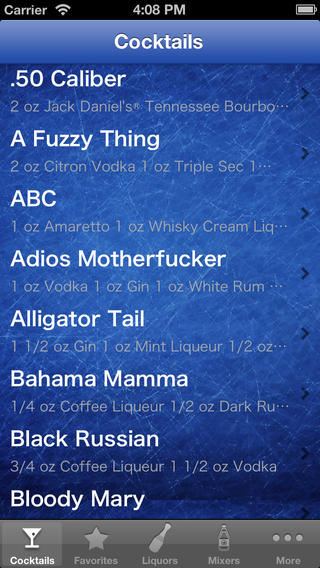 Carrier 4:08 PM
Cocktails
.50 Caliber
2 oz Jack Daniel's® Tennessee Bourbo…
A Fuzzy Thing
2 oz Citron Vodka 1 oz Triple Sec 1…
ABC
1 oz Amaretto 1 oz Whisky Cream Liq…
Adios Motherfucker
1 oz Vodka 1 oz Gin 1 oz White Rum …
Alligator Tail
1 1/2 oz Gin 1 oz Mint Liqueur 1/2 oz…
Bahama Mamma
1/4 oz Coffee Liqueur 1/2 oz Dark Ru…
Black Russian
3/4 oz Coffee Liqueur 1 1/2 oz Vodka
Bloody Mary
Cocktails Favorites Liquors Mixers More